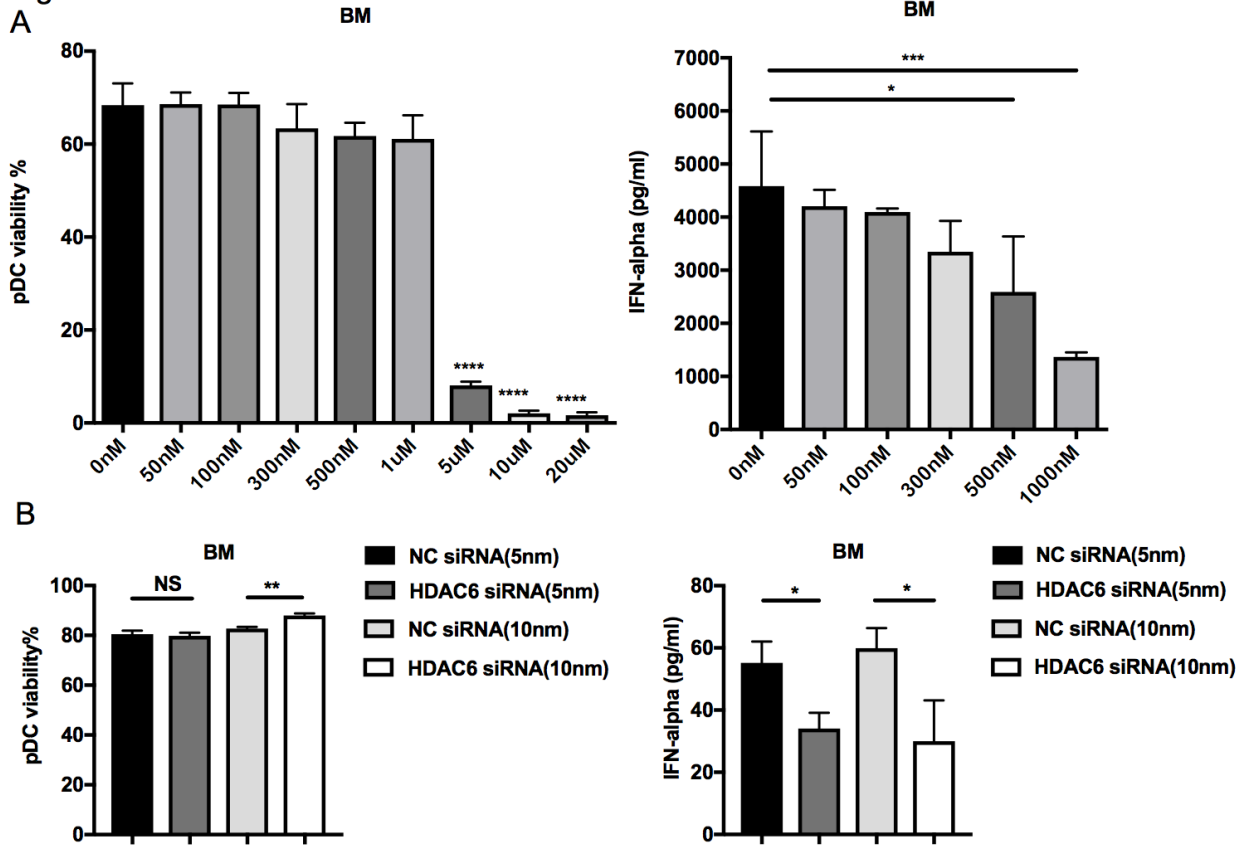 A
BM
80
60
40
20
0
pDC viability %
****
****
****
0nM
50nM
100nM
300nM
500nM
1uM
5uM
10uM
20uM
BM
7000
6000
5000
4000
3000
2000
1000
0
IFN-alpha (pg/ml)
***
*
0nM
50nM
100nM
300nM
500nM
1000nM
B
BM
100
80
60
40
20
0
pDC viability%
NS
**
NC siRNA(5nm)
HDAC6 siRNA(5nm)
NC siRNA(10nm)
HDAC6 siRNA(10nm)
BM
80
60
40
20
0
IFN-alpha (pg/ml)
*
*
NC siRNA(5nm)
HDAC6 siRNA(5nm)
NC siRNA(10nm)
HDAC6 siRNA(10nm)